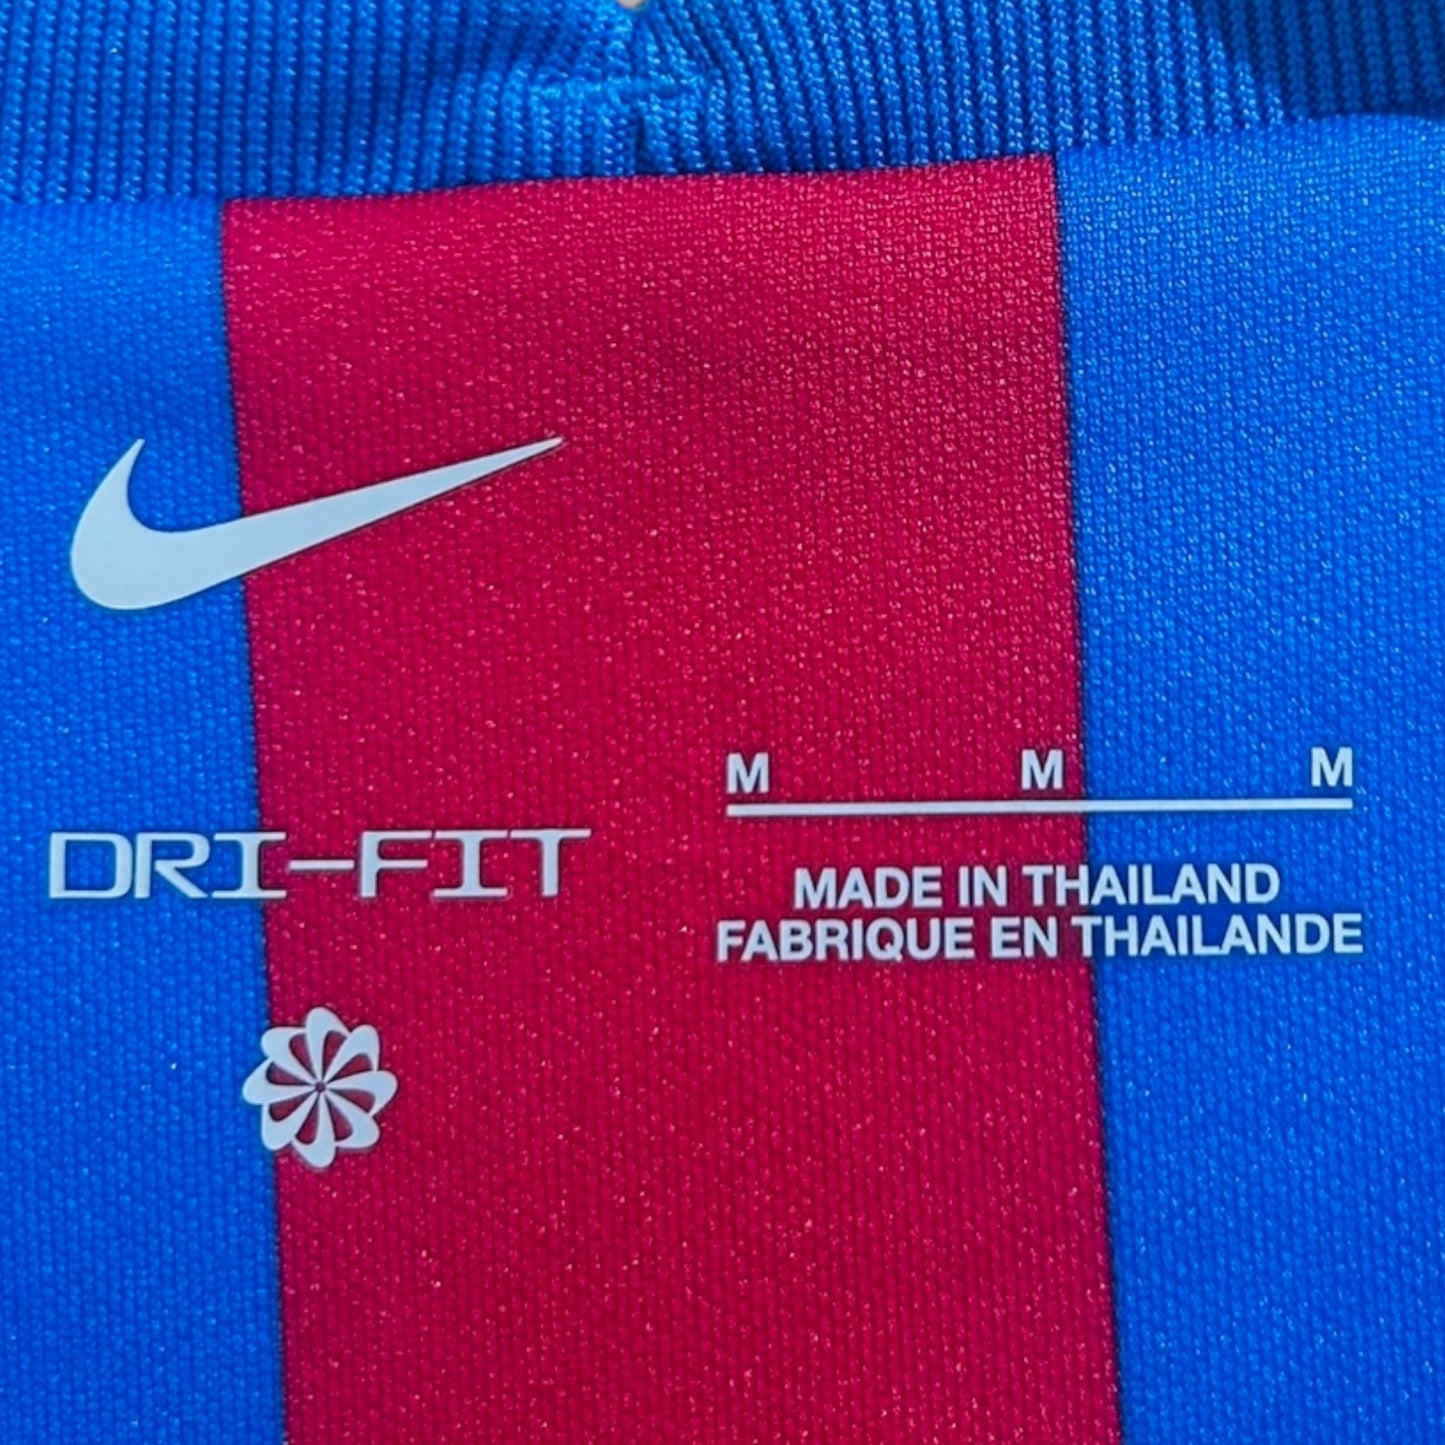 DRI-FIT
M M M
MADE IN THAILAND
FABRIQUE EN THAILANDE